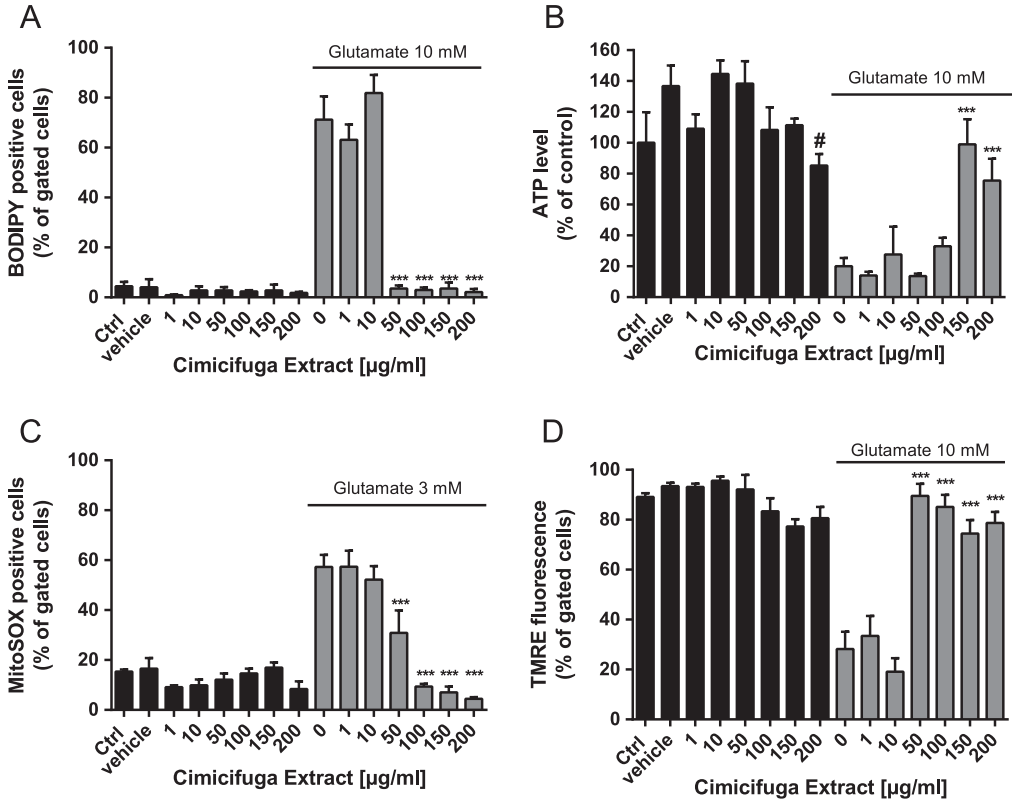 A
BODIPY positive cells
(% of gated cells)
100
80
60
40
20
0
Glutamate 10 mM
*** *** *** ***
Ctrl vehicle 1 10 50 100 150 200 0 1 10 50 100 150 200
Cimicifuga Extract [µg/ml]
B
ATP level
(% of control)
160
140
120
100
80
60
40
20
0
Glutamate 10 mM
# *** ***
Ctrl vehicle 1 10 50 100 150 200 0 1 10 50 100 150 200
Cimicifuga Extract [µg/ml]
C
MitoSOX positive cells
(% of gated cells)
100
80
60
40
20
0
Glutamate 3 mM
*** *** *** ***
Ctrl vehicle 1 10 50 100 150 200 0 1 10 50 100 150 200
Cimicifuga Extract [µg/ml]
D
TMRE fluorescence
(% of gated cells)
100
80
60
40
20
0
Glutamate 10 mM
*** *** *** ***
Ctrl vehicle 1 10 50 100 150 200 0 1 10 50 100 150 200
Cimicifuga Extract [µg/ml]